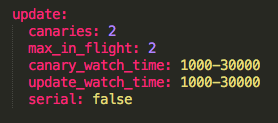 update:
  canaries: 2
  max_in_flight: 2
  canary_watch_time: 1000-30000
  update_watch_time: 1000-30000
  serial: false